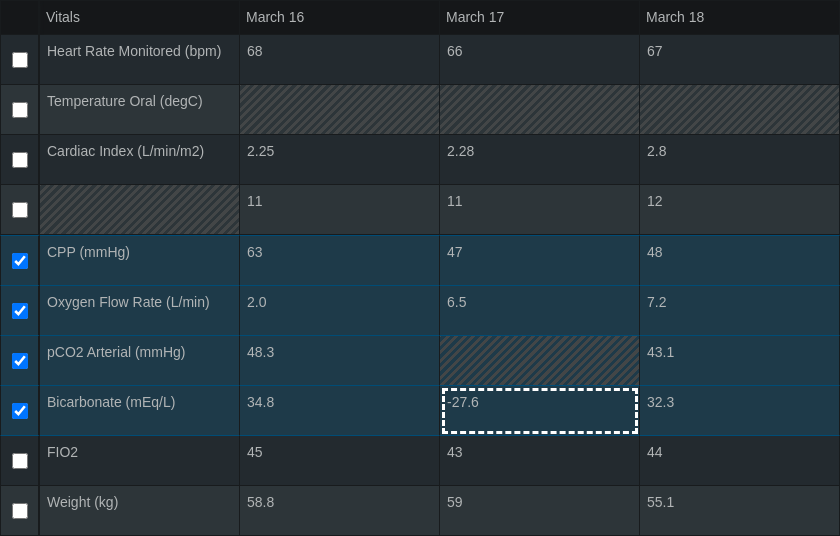 Vitals March 16 March 17 March 18
Heart Rate Monitored (bpm) 68 66 67
Temperature Oral (degC)
Cardiac Index (L/min/m2) 2.25 2.28 2.8
11 11 12
CPP (mmHg) 63 47 48
Oxygen Flow Rate (L/min) 2.0 6.5 7.2
pCO2 Arterial (mmHg) 48.3 43.1
Bicarbonate (mEq/L) 34.8 -27.6 32.3
FIO2 45 43 44
Weight (kg) 58.8 59 55.1